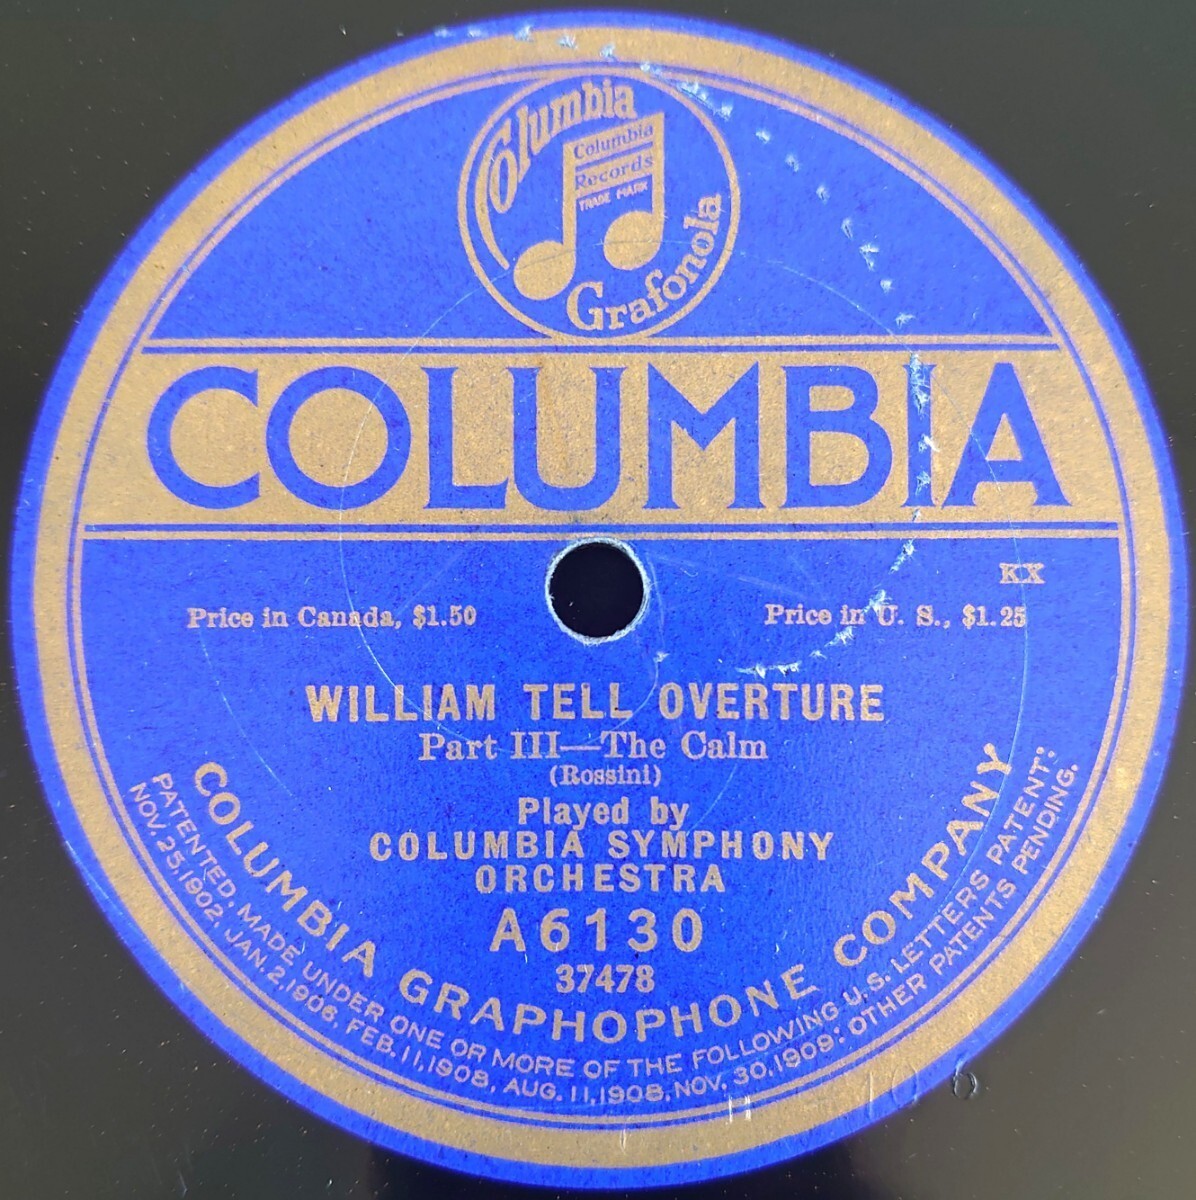 Columbia
Columbia
Records
TRADE MARK
Grafonola
COLUMBIA
KX
Price in Canada, $1.50
Price in U. S., $1.25
WILLIAM TELL OVERTURE
Part III—The Calm
(Rossini)
Played by
COLUMBIA SYMPHONY
ORCHESTRA
A6130
37478
COLUMBIA GRAPHOPHONE COMPANY
PATENTED, MADE UNDER ONE OR MORE OF THE FOLLOWING U.S. LETTERS PATENT:
NOV. 25, 1902, JAN. 2, 1906, FEB. 11, 1908, AUG. 11, 1908, NOV. 30, 1909: OTHER PATENTS PENDING.